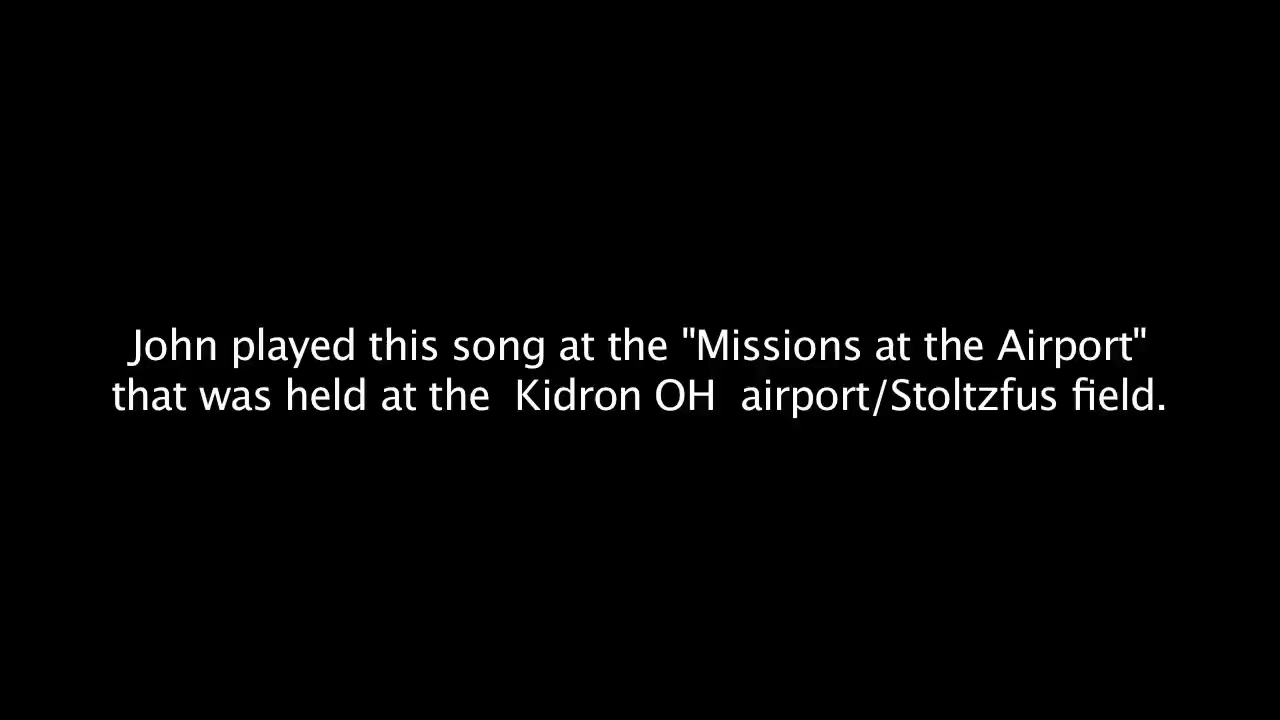 John played this song at the "Missions at the Airport"
that was held at the  Kidron OH  airport/Stoltzfus field.